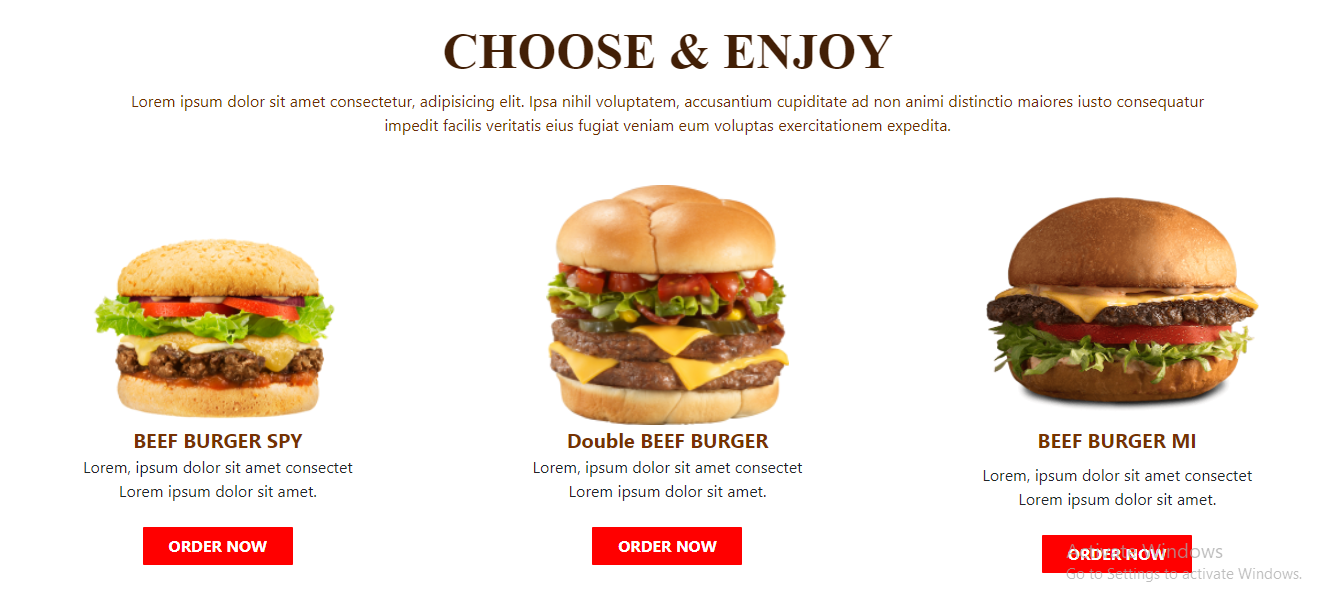 CHOOSE & ENJOY
Lorem ipsum dolor sit amet consectetur, adipisicing elit. Ipsa nihil voluptatem, accusantium cupiditate ad non animi distinctio maiores iusto consequatur
impedit facilis veritatis eius fugiat veniam eum voluptas exercitationem expedita.
BEEF BURGER SPY
Lorem, ipsum dolor sit amet consectet
Lorem ipsum dolor sit amet.
ORDER NOW
Double BEEF BURGER
Lorem, ipsum dolor sit amet consectet
Lorem ipsum dolor sit amet.
ORDER NOW
BEEF BURGER MI
Lorem, ipsum dolor sit amet consectet
Lorem ipsum dolor sit amet.
ORDER NOW
Activate Windows
Go to Settings to activate Windows.